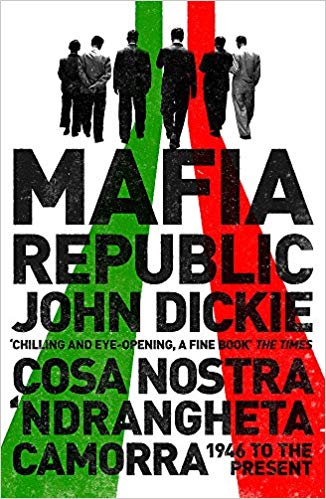 MAFIA
REPUBLIC
JOHN DICKIE
'CHILLING AND EYE-OPENING, A FINE BOOK' THE TIMES
COSA NOSTRA
'NDRANGHETA
CAMORRA 1946 TO THE
PRESENT